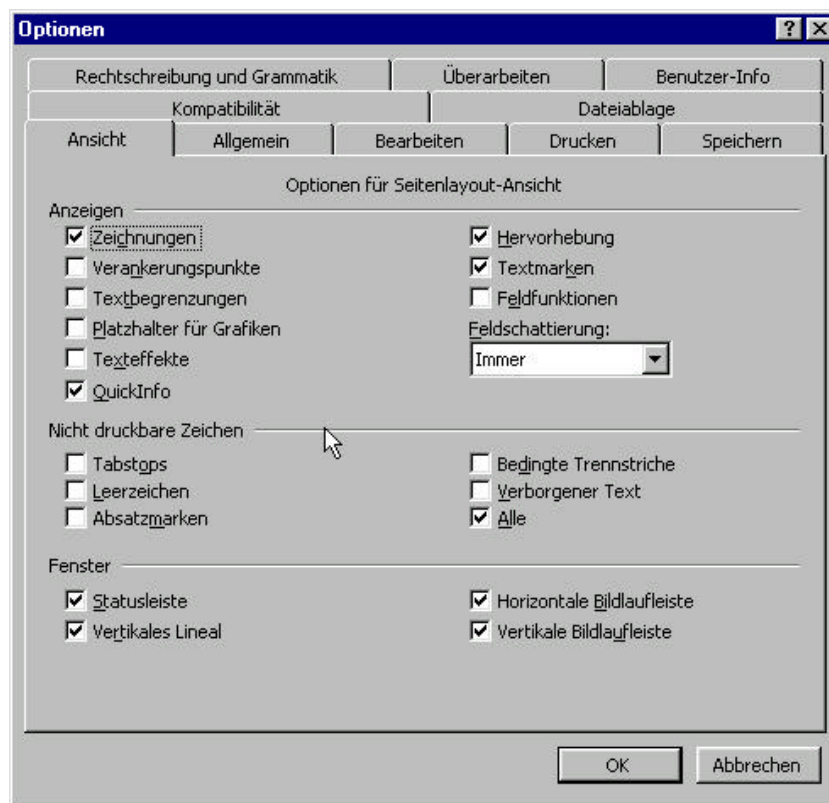 Optionen
Rechtschreibung und Grammatik Überarbeiten Benutzer-Info
Kompatibilität Dateiablage
Ansicht Allgemein Bearbeiten Drucken Speichern
Optionen für Seitenlayout-Ansicht
Anzeigen
Zeichnungen Hervorhebung
Verankerungspunkte Textmarken
Textbegrenzungen Feldfunktionen
Platzhalter für Grafiken Feldschattierung:
Texteffekte Immer
QuickInfo
Nicht druckbare Zeichen
Tabstops Bedingte Trennstriche
Leerzeichen Verborgener Text
Absatzmarken Alle
Fenster
Statusleiste Horizontale Bildlaufleiste
Vertikales Lineal Vertikale Bildlaufleiste
OK Abbrechen